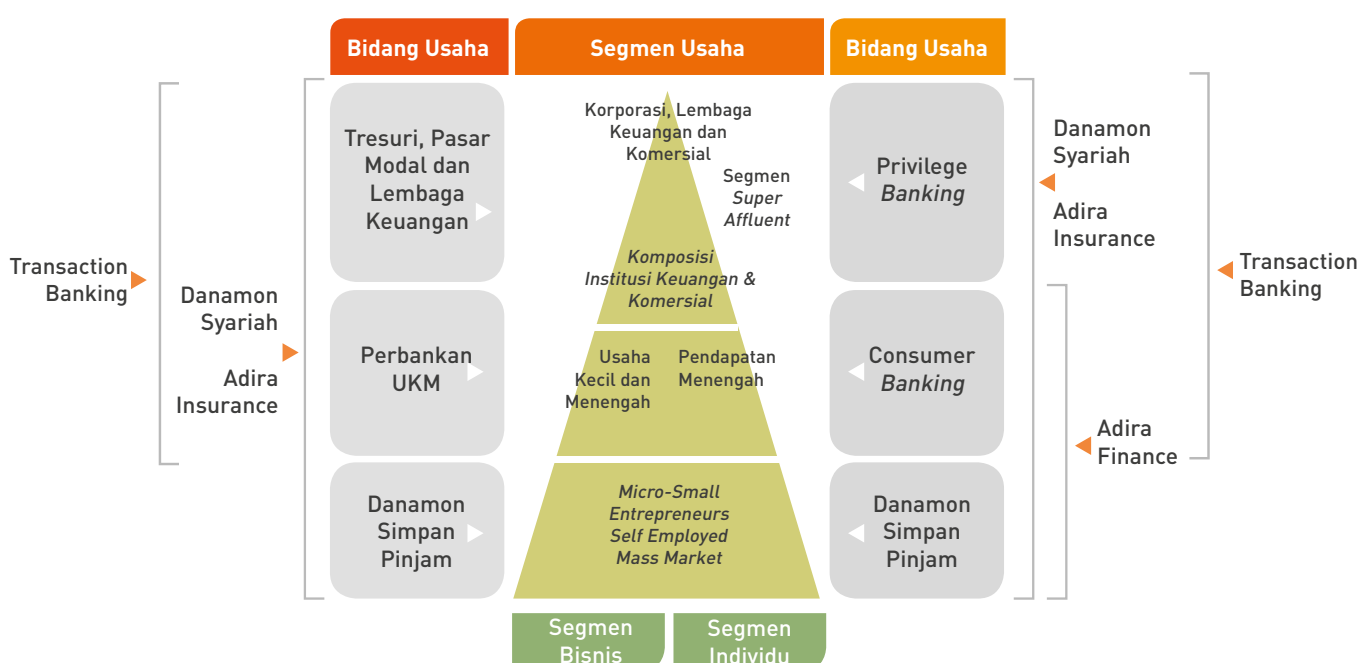 Bidang Usaha
Segmen Usaha
Bidang Usaha
Transaction
Banking
Danamon
Syariah
Adira
Insurance
Tresuri, Pasar
Modal dan
Lembaga
Keuangan
Perbankan
UKM
Danamon
Simpan
Pinjam
Korporasi, Lembaga
Keuangan dan
Komersial
Segmen
Super
Affluent
Komposisi
Institusi Keuangan &
Komersial
Usaha
Kecil dan
Menengah
Pendapatan
Menengah
Micro-Small
Entrepreneurs
Self Employed
Mass Market
Segmen
Bisnis
Segmen
Individu
Privilege
Banking
Consumer
Banking
Danamon
Simpan
Pinjam
Danamon
Syariah
Adira
Insurance
Adira
Finance
Transaction
Banking